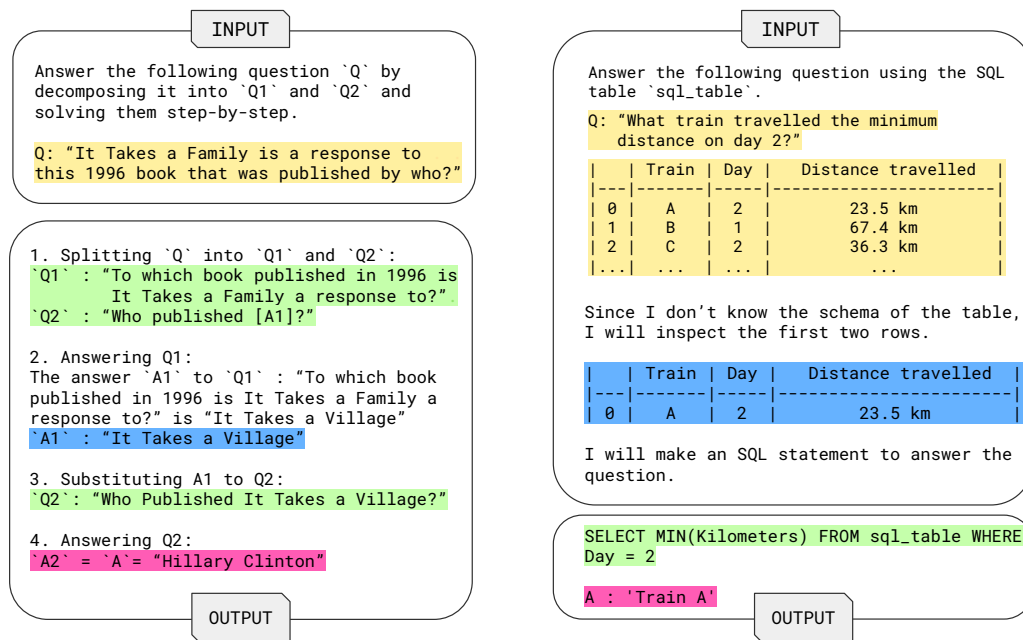 INPUT
Answer the following question `Q` by
decomposing it into `Q1` and `Q2` and
solving them step-by-step.
Q: “It Takes a Family is a response to
this 1996 book that was published by who?”
1. Splitting `Q` into `Q1` and `Q2`:
`Q1` : “To which book published in 1996 is
It Takes a Family a response to?”.
`Q2` : “Who published [A1]?”
2. Answering Q1:
The answer `A1` to `Q1` : “To which book
published in 1996 is It Takes a Family a
response to?” is “It Takes a Village”
`A1` : “It Takes a Village”
3. Substituting A1 to Q2:
`Q2`: “Who Published It Takes a Village?”
4. Answering Q2:
`A2` = `A`= “Hillary Clinton”
OUTPUT
INPUT
Answer the following question using the SQL
table `sql_table`.
Q: “What train travelled the minimum
distance on day 2?”
|   | Train | Day |  Distance travelled  |
|---|-------|-----|-----------------------|
| 0 | A | 2 | 23.5 km |
| 1 | B | 1 | 67.4 km |
| 2 | C | 2 | 36.3 km |
|...| ... | ... | ... |
Since I don’t know the schema of the table,
I will inspect the first two rows.
|   | Train | Day |  Distance travelled  |
|---|-------|-----|------------------------|
| 0 | A | 2 | 23.5 km |
I will make an SQL statement to answer the
question.
SELECT MIN(Kilometers) FROM sql_table WHERE
Day = 2
A : 'Train A'
OUTPUT